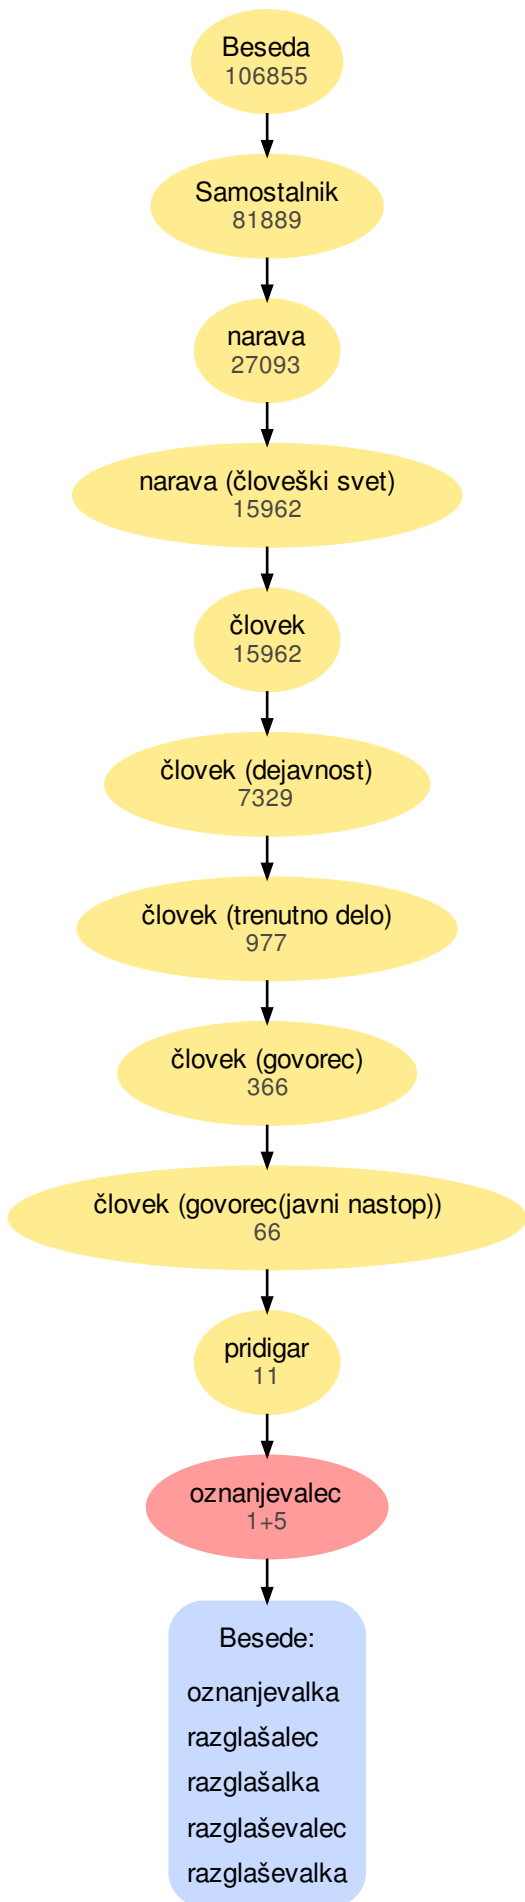 Beseda
106855
Samostalnik
81889
narava
27093
narava (človeški svet)
15962
človek
15962
človek (dejavnost)
7329
človek (trenutno delo)
977
človek (govorec)
366
človek (govorec(javni nastop))
66
pridigar
11
oznanjevalec
1+5
Besede:
oznanjevalka
razglašalec
razglašalka
razglaševalec
razglaševalka